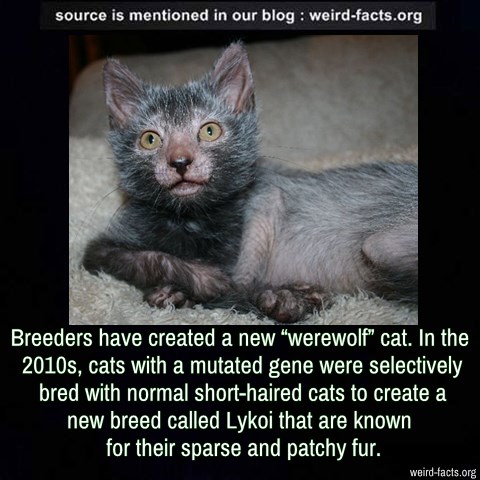 source is mentioned in our blog : weird-facts.org
Breeders have created a new “werewolf” cat. In the
2010s, cats with a mutated gene were selectively
bred with normal short-haired cats to create a
new breed called Lykoi that are known
for their sparse and patchy fur.
weird-facts.org